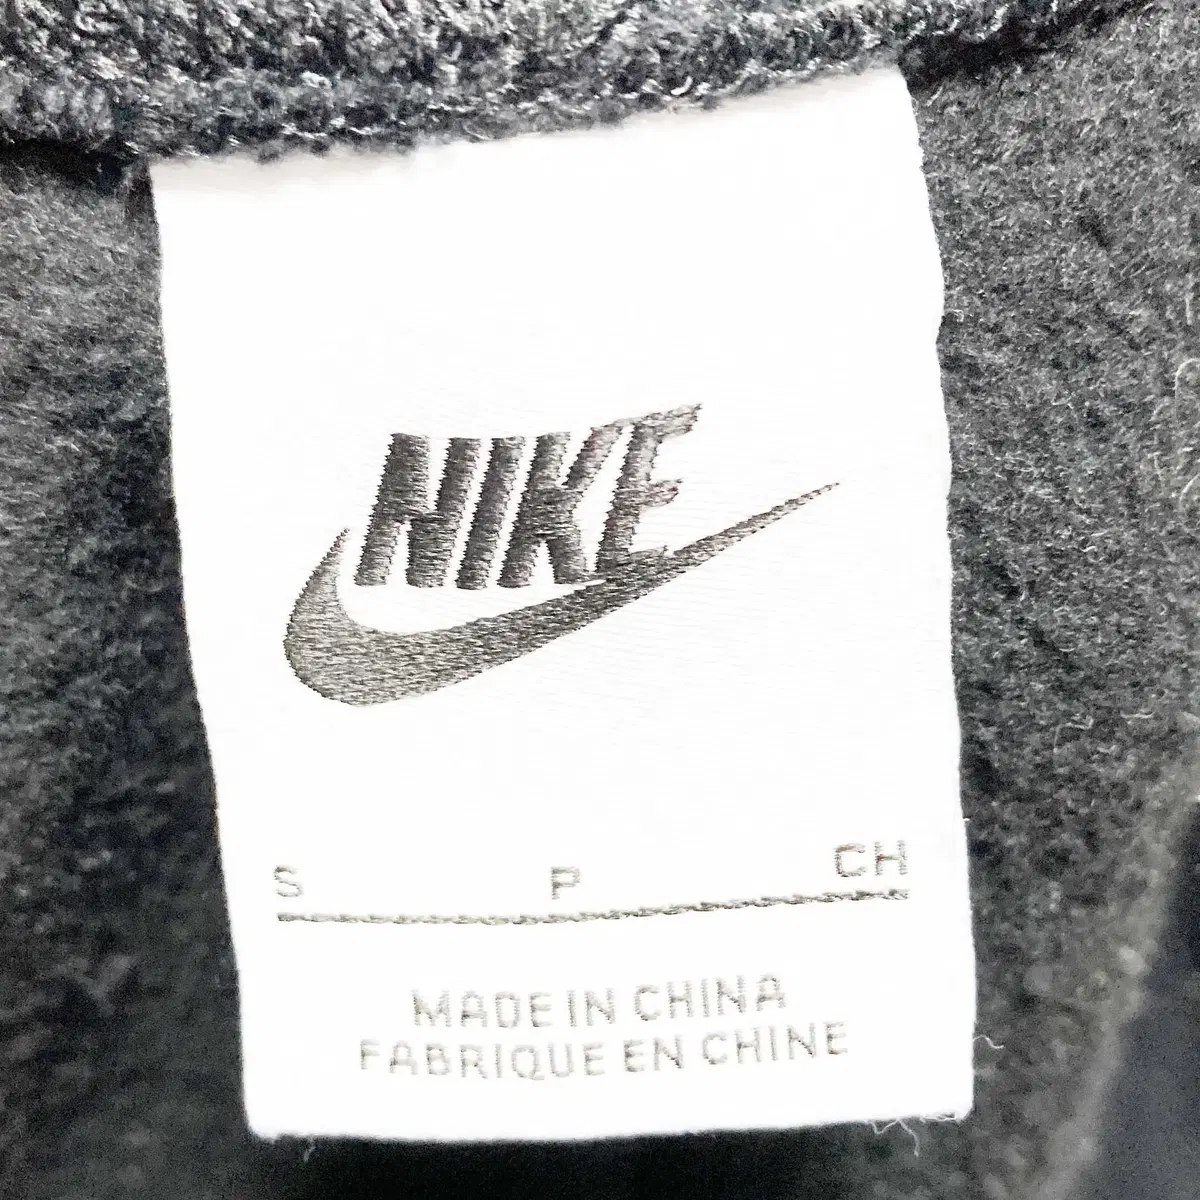 NIKE
S P CH
MADE IN CHINA
FABRIQUE EN CHINE